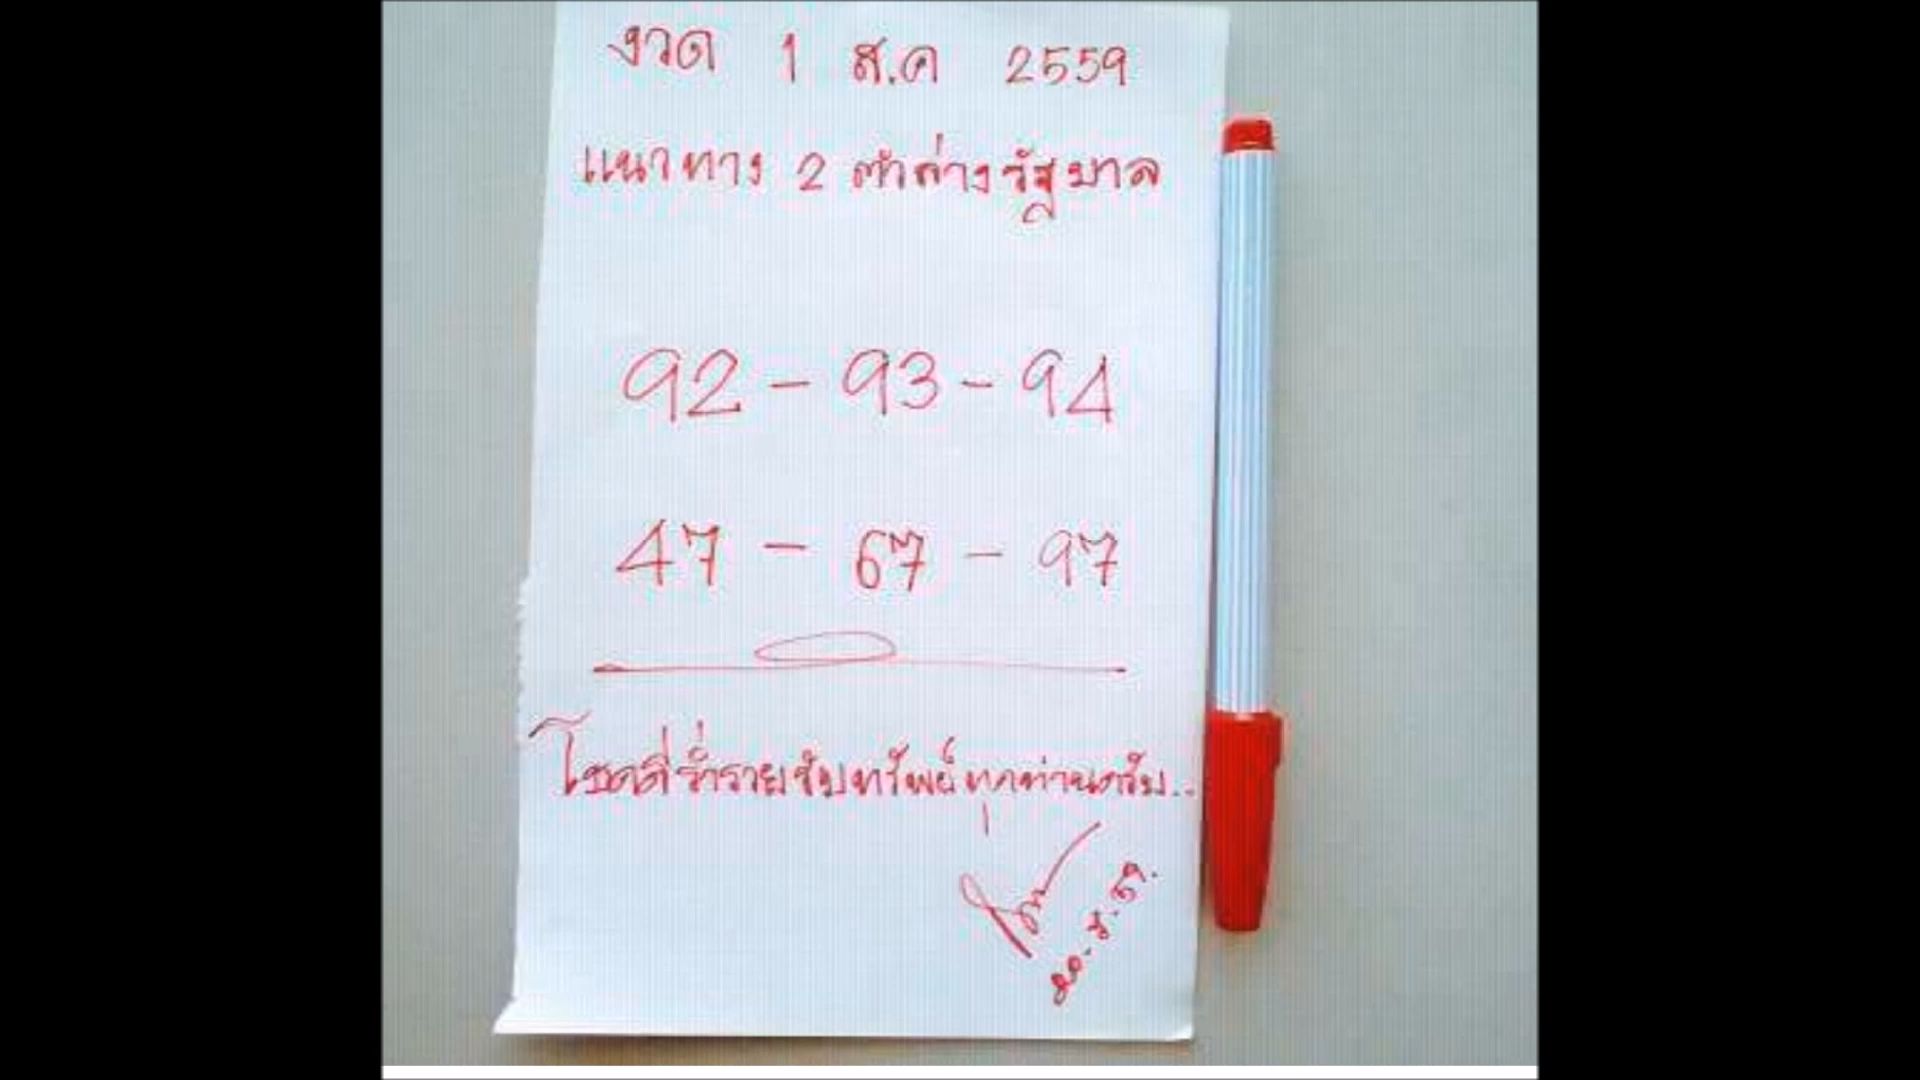 งวด 1 ส.ค 2559
แนวทาง 2 ตัวล่างรัฐบาล
92 - 93 - 94
47 - 67 - 97
โชคดีร่ำรวยรับทรัพย์ทุกท่านครับ..